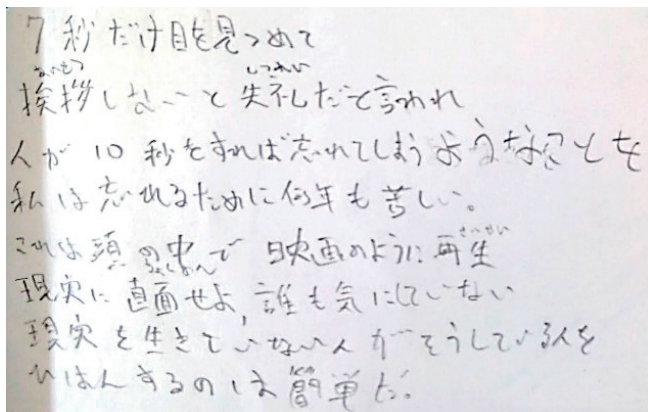 7秒だけ目を見つめて
挨拶しないと失礼だと言われ
人が10秒をすれば忘れてしまうようなことを
私は忘れるために何年も苦しい。
これは頭の中で映画のように再生
現実に直面せよ,誰も気にしていない
現実を生きていない人がそうしている人を
ひはんするのは簡単だ。